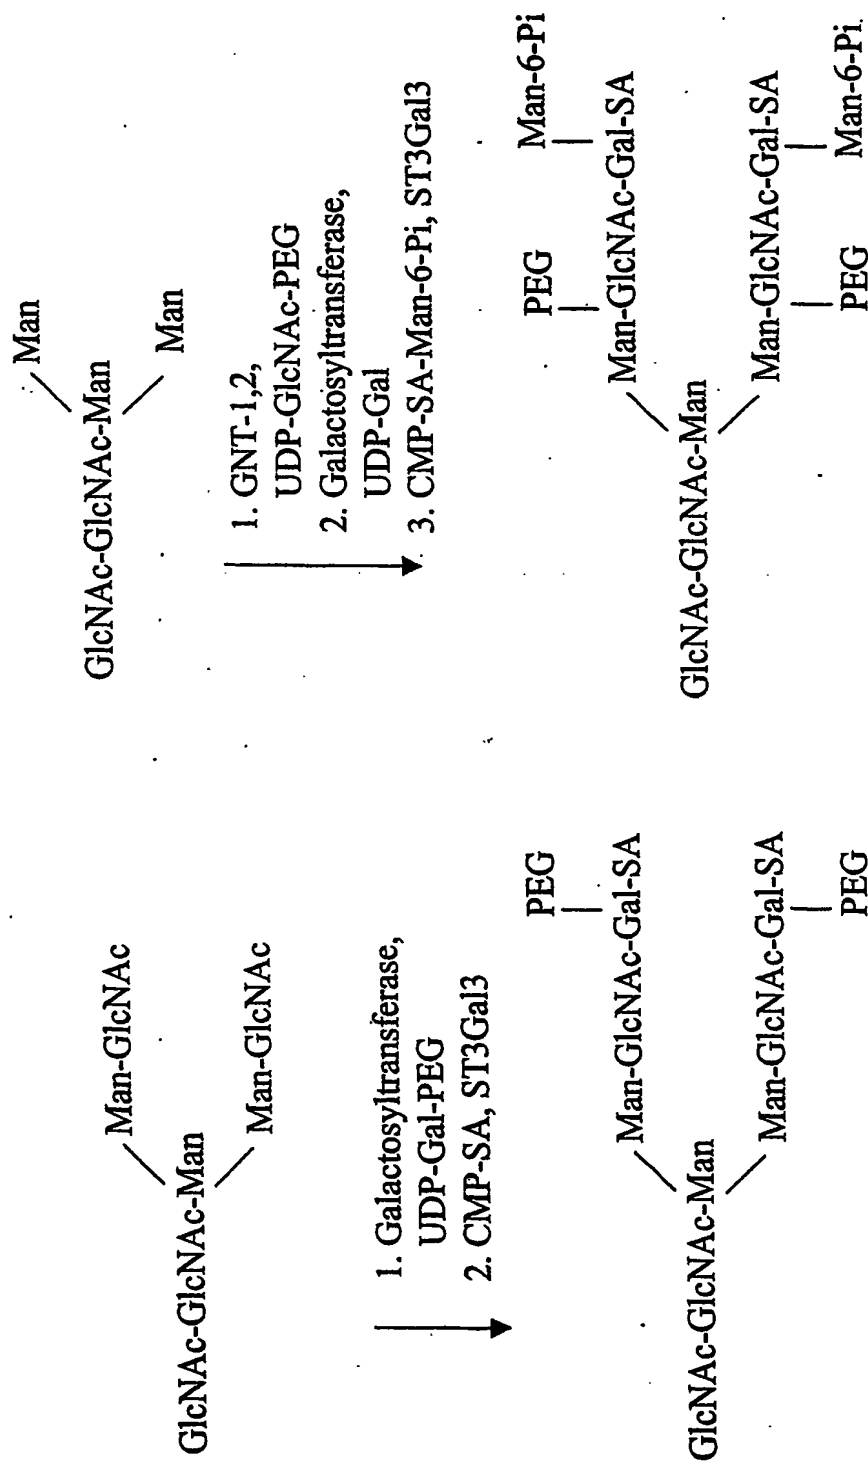 Man-GlcNAc
GlcNAc-GlcNAc-Man
Man-GlcNAc
1. Galactosyltransferase,
UDP-Gal-PEG
2. CMP-SA, ST3Gal3
PEG
Man-GlcNAc-Gal-SA
GlcNAc-GlcNAc-Man
Man-GlcNAc-Gal-SA
PEG
Man
GlcNAc-GlcNAc-Man
Man
1. GNT-1,2,
UDP-GlcNAc-PEG
2. Galactosyltransferase,
UDP-Gal
3. CMP-SA-Man-6-Pi, ST3Gal3
PEG Man-6-Pi
Man-GlcNAc-Gal-SA
GlcNAc-GlcNAc-Man
Man-GlcNAc-Gal-SA
PEG Man-6-Pi